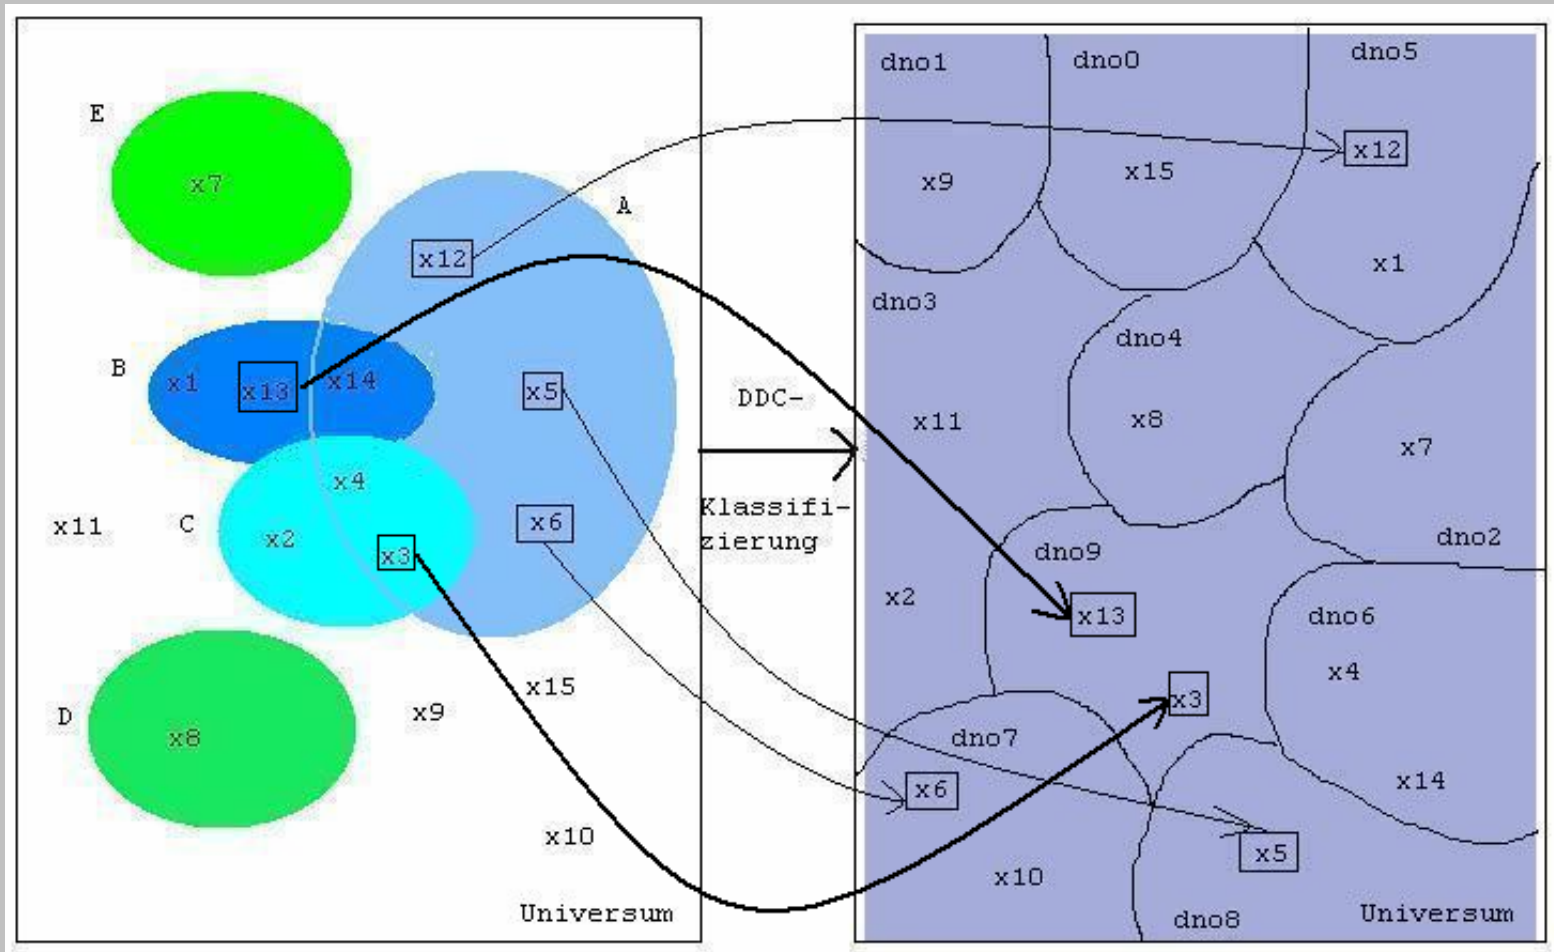 E
x7
A
x12
B
x1
x13
x14
x5
x4
x11
C
x2
x3
x6
x15
D
x9
x8
x10
Universum
DDC-
Klassifi-
zierung
dno1
dno0
dno5
x12
x9
x15
x1
dno3
dno4
x11
x8
x7
dno2
dno9
x2
x13
dno6
x4
x3
dno7
x6
x14
x5
x10
dno8
Universum